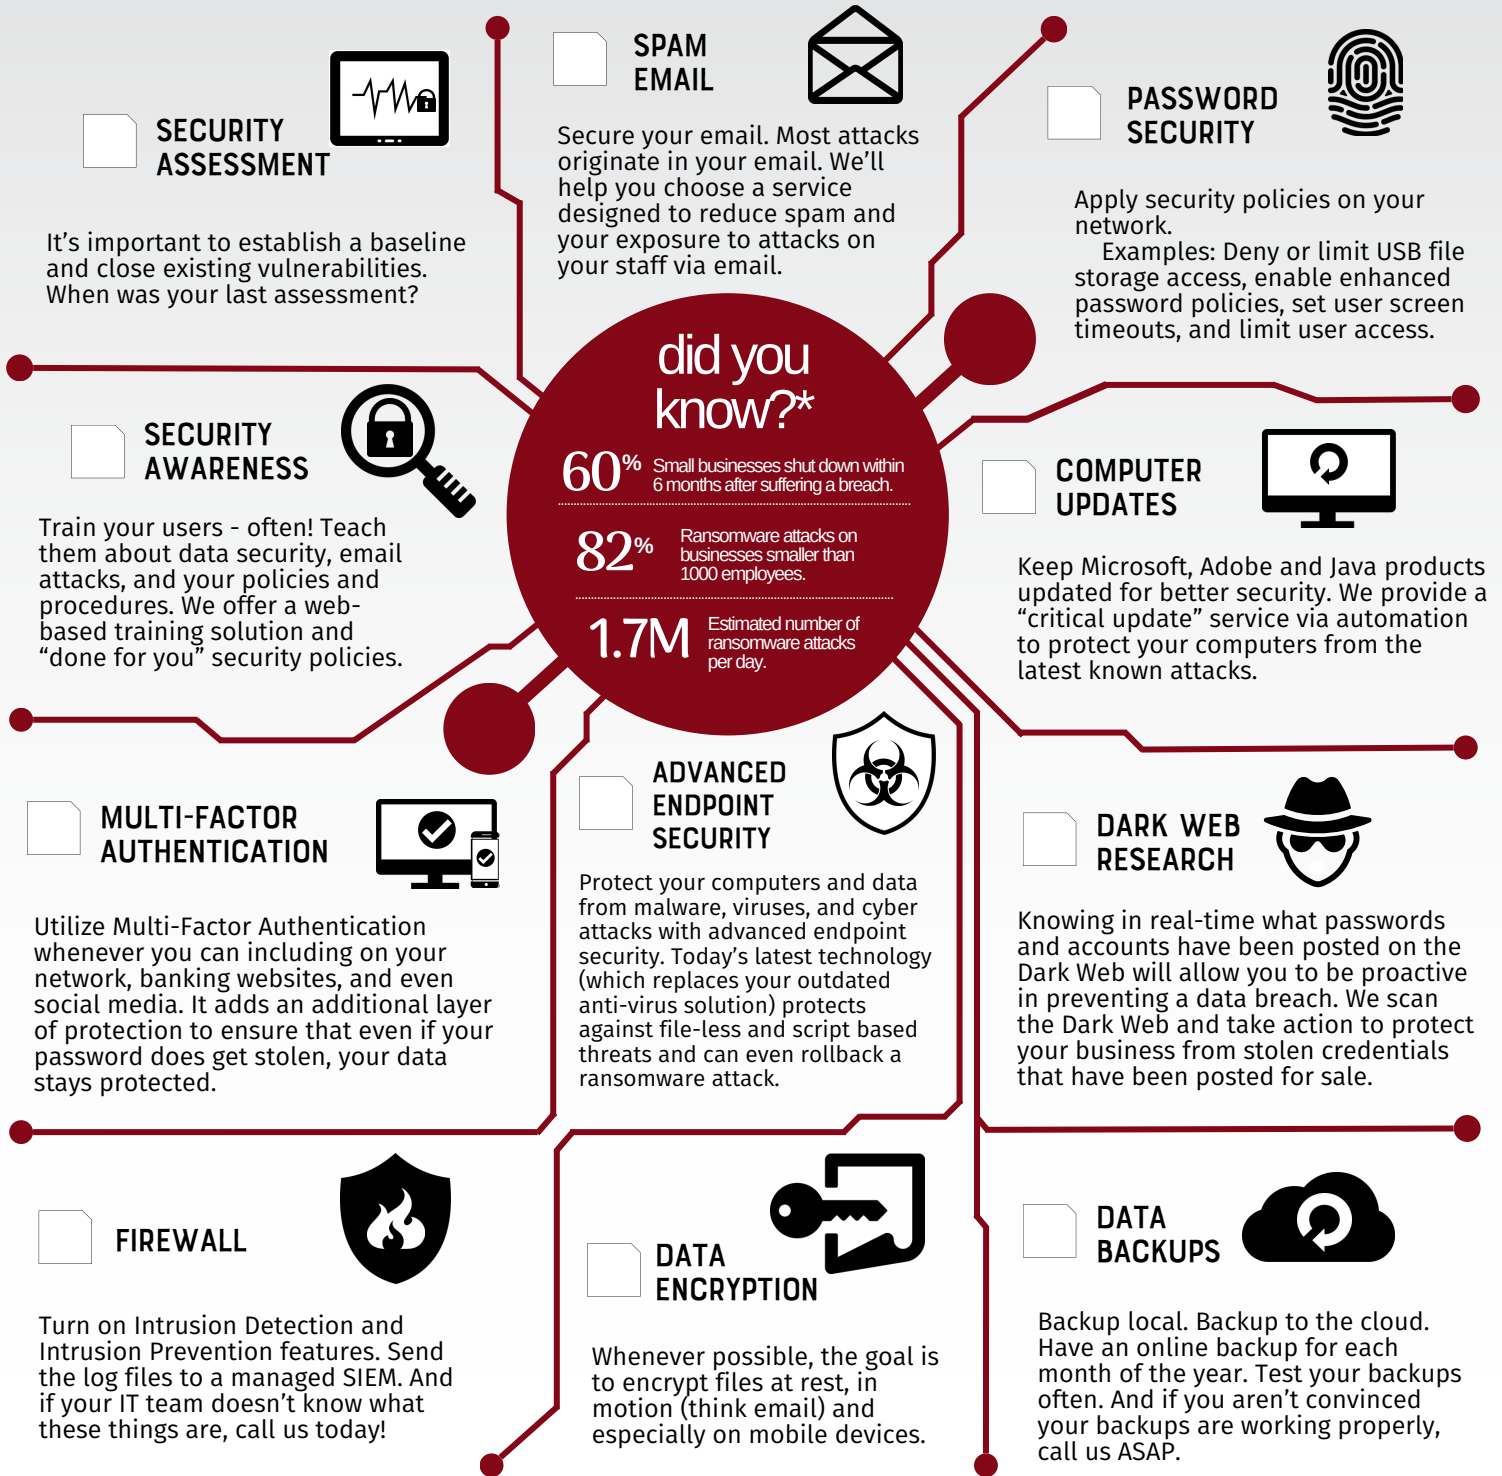 SECURITY
ASSESSMENT
It's important to establish a baseline
and close existing vulnerabilities.
When was your last assessment?
SPAM
EMAIL
Secure your email. Most attacks
originate in your email. We'll
help you choose a service
designed to reduce spam and
your exposure to attacks on
your staff via email.
PASSWORD
SECURITY
Apply security policies on your
network.
Examples: Deny or limit USB file
storage access, enable enhanced
password policies, set user screen
timeouts, and limit user access.
did you
know?*
60% Small businesses shut down within
6 months after suffering a breach.
82% Ransomware attacks on
businesses smaller than
1000 employees.
1.7M Estimated number of
ransomware attacks
per day.
SECURITY
AWARENESS
Train your users - often! Teach
them about data security, email
attacks, and your policies and
procedures. We offer a web-
based training solution and
“done for you” security policies.
COMPUTER
UPDATES
Keep Microsoft, Adobe and Java products
updated for better security. We provide a
“critical update” service via automation
to protect your computers from the
latest known attacks.
MULTI-FACTOR
AUTHENTICATION
Utilize Multi-Factor Authentication
whenever you can including on your
network, banking websites, and even
social media. It adds an additional layer
of protection to ensure that even if your
password does get stolen, your data
stays protected.
ADVANCED
ENDPOINT
SECURITY
Protect your computers and data
from malware, viruses, and cyber
attacks with advanced endpoint
security. Today's latest technology
(which replaces your outdated
anti-virus solution) protects
against file-less and script based
threats and can even rollback a
ransomware attack.
DARK WEB
RESEARCH
Knowing in real-time what passwords
and accounts have been posted on the
Dark Web will allow you to be proactive
in preventing a data breach. We scan
the Dark Web and take action to protect
your business from stolen credentials
that have been posted for sale.
FIREWALL
Turn on Intrusion Detection and
Intrusion Prevention features. Send
the log files to a managed SIEM. And
if your IT team doesn't know what
these things are, call us today!
DATA
ENCRYPTION
Whenever possible, the goal is
to encrypt files at rest, in
motion (think email) and
especially on mobile devices.
DATA
BACKUPS
Backup local. Backup to the cloud.
Have an online backup for each
month of the year. Test your backups
often. And if you aren't convinced
your backups are working properly,
call us ASAP.